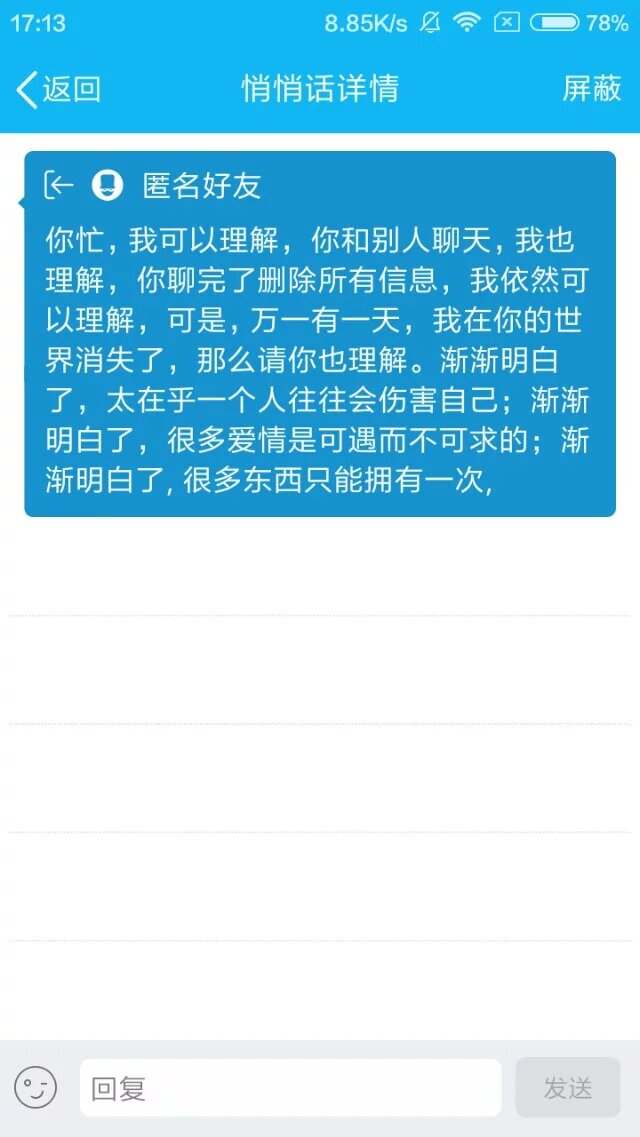 17:13 8.85K/s 78%
返回 悄悄话详情 屏蔽
匿名好友
你忙，我可以理解，你和别人聊天，我也
理解，你聊完了删除所有信息，我依然可
以理解，可是，万一有一天，我在你的世
界消失了，那么请你也理解。渐渐明白
了，太在乎一个人往往会伤害自己；渐渐
明白了，很多爱情是可遇而不可求的；渐
渐明白了, 很多东西只能拥有一次,
回复 发送